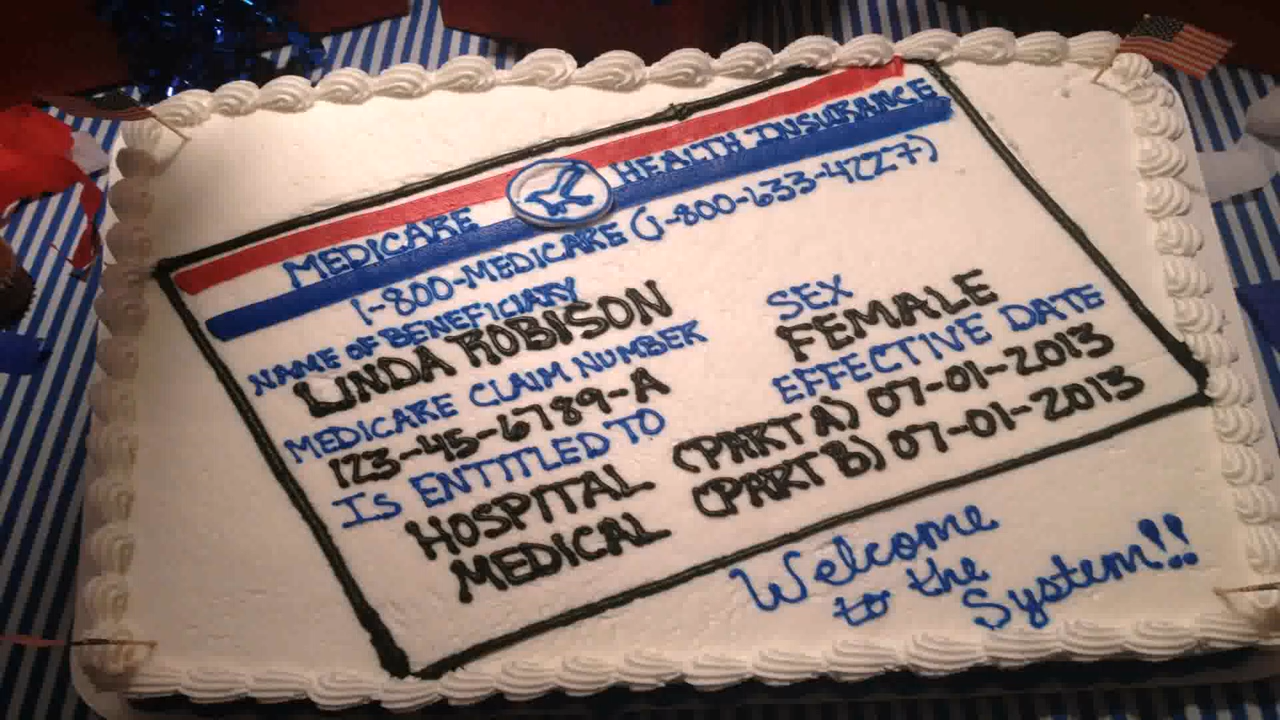 MEDICARE HEALTH INSURANCE
1-800-MEDICARE (1-800-633-4227)
NAME OF BENEFICIARY
LINDA ROBISON
SEX
FEMALE
MEDICARE CLAIM NUMBER
123-45-6789-A
EFFECTIVE DATE
IS ENTITLED TO
HOSPITAL (PART A) 07-01-2013
MEDICAL (PART B) 07-01-2013
Welcome
to the
System!!